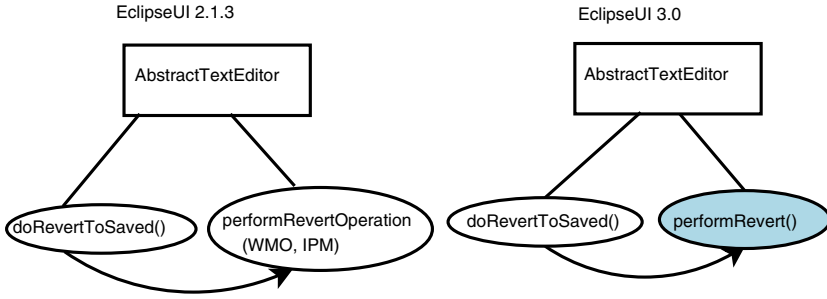 EclipseUI 2.1.3
AbstractTextEditor
doRevertToSaved()
performRevertOperation
(WMO, IPM)
EclipseUI 3.0
AbstractTextEditor
doRevertToSaved()
performRevert()